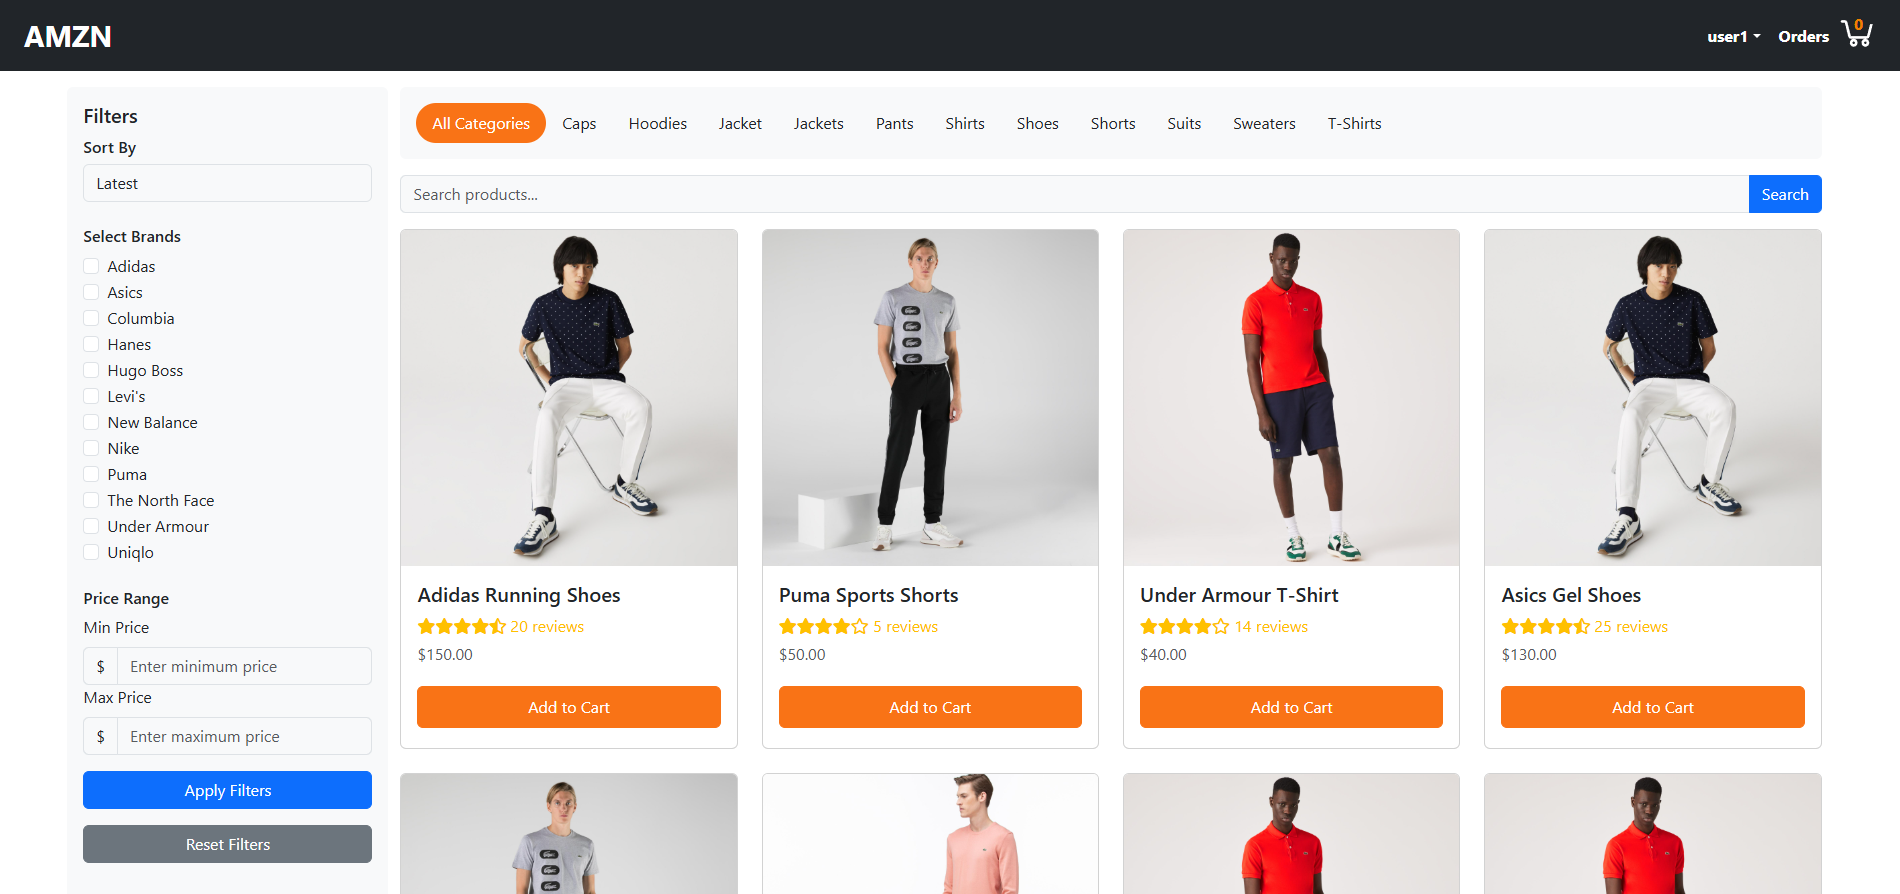 AMZN
user1
Orders
0
Filters
Sort By
Latest
Select Brands
Adidas
Asics
Columbia
Hanes
Hugo Boss
Levi's
New Balance
Nike
Puma
The North Face
Under Armour
Uniqlo
Price Range
Min Price
$ Enter minimum price
Max Price
$ Enter maximum price
Apply Filters
Reset Filters
All Categories Caps Hoodies Jacket Jackets Pants Shirts Shoes Shorts Suits Sweaters T-Shirts
Search products... Search
Adidas Running Shoes
20 reviews
$150.00
Add to Cart
Puma Sports Shorts
5 reviews
$50.00
Add to Cart
Under Armour T-Shirt
14 reviews
$40.00
Add to Cart
Asics Gel Shoes
25 reviews
$130.00
Add to Cart